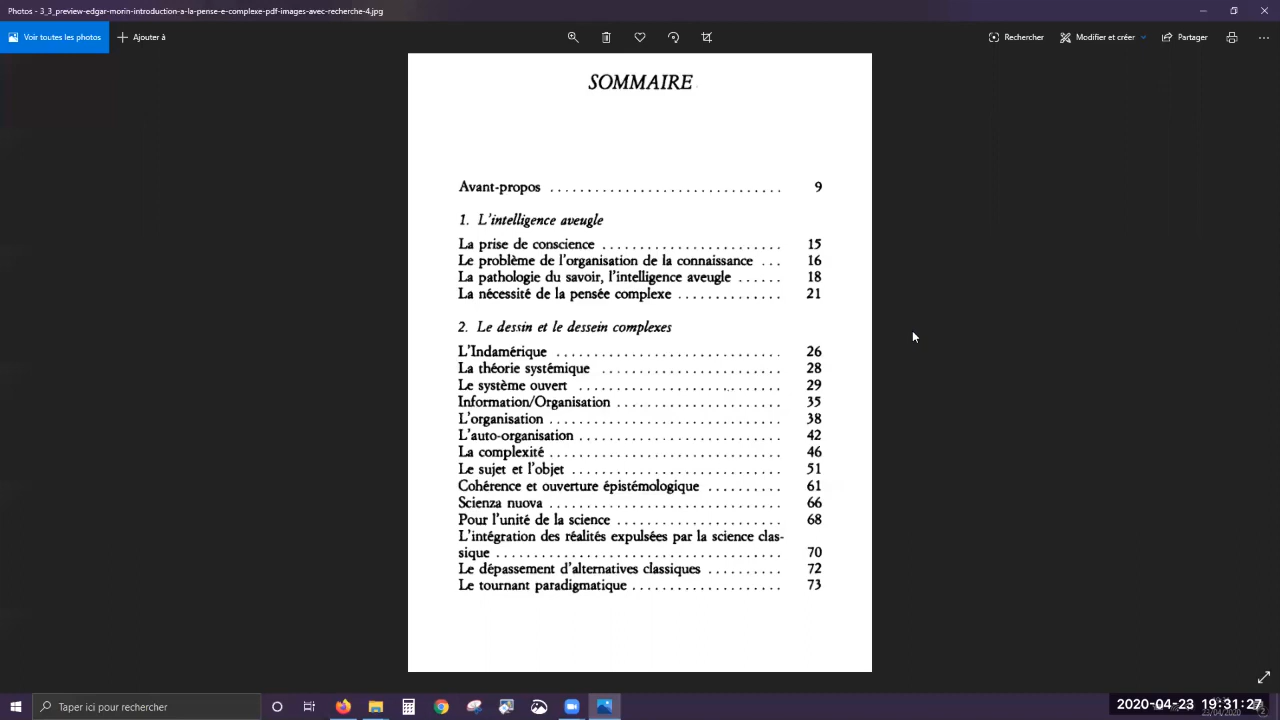 Photos - 3_3_preview-en-introduction-a-la-pensee-complexe-pdf-images-avec-recherche-4.jpeg
Voir toutes les photos
Ajouter à
Rechercher
Modifier et créer
Partager
SOMMAIRE
Avant-propos .............................. 9
1. L'intelligence aveugle
La prise de conscience ....................... 15
Le problème de l'organisation de la connaissance ... 16
La pathologie du savoir, l'intelligence aveugle ...... 18
La nécessité de la pensée complexe .............. 21
2. Le dessin et le dessein complexes
L'Indamérique ............................. 26
La théorie systémique ....................... 28
Le système ouvert .......................... 29
Information/Organisation ..................... 35
L'organisation .............................. 38
L'auto-organisation .......................... 42
La complexité .............................. 46
Le sujet et l'objet ........................... 51
Cohérence et ouverture épistémologique .......... 61
Scienza nuova .............................. 66
Pour l'unité de la science ..................... 68
L'intégration des réalités expulsées par la science clas-
sique ..................................... 70
Le dépassement d'alternatives classiques .......... 72
Le tournant paradigmatique .................... 73
Taper ici pour rechercher
2020-04-23 19:31:27